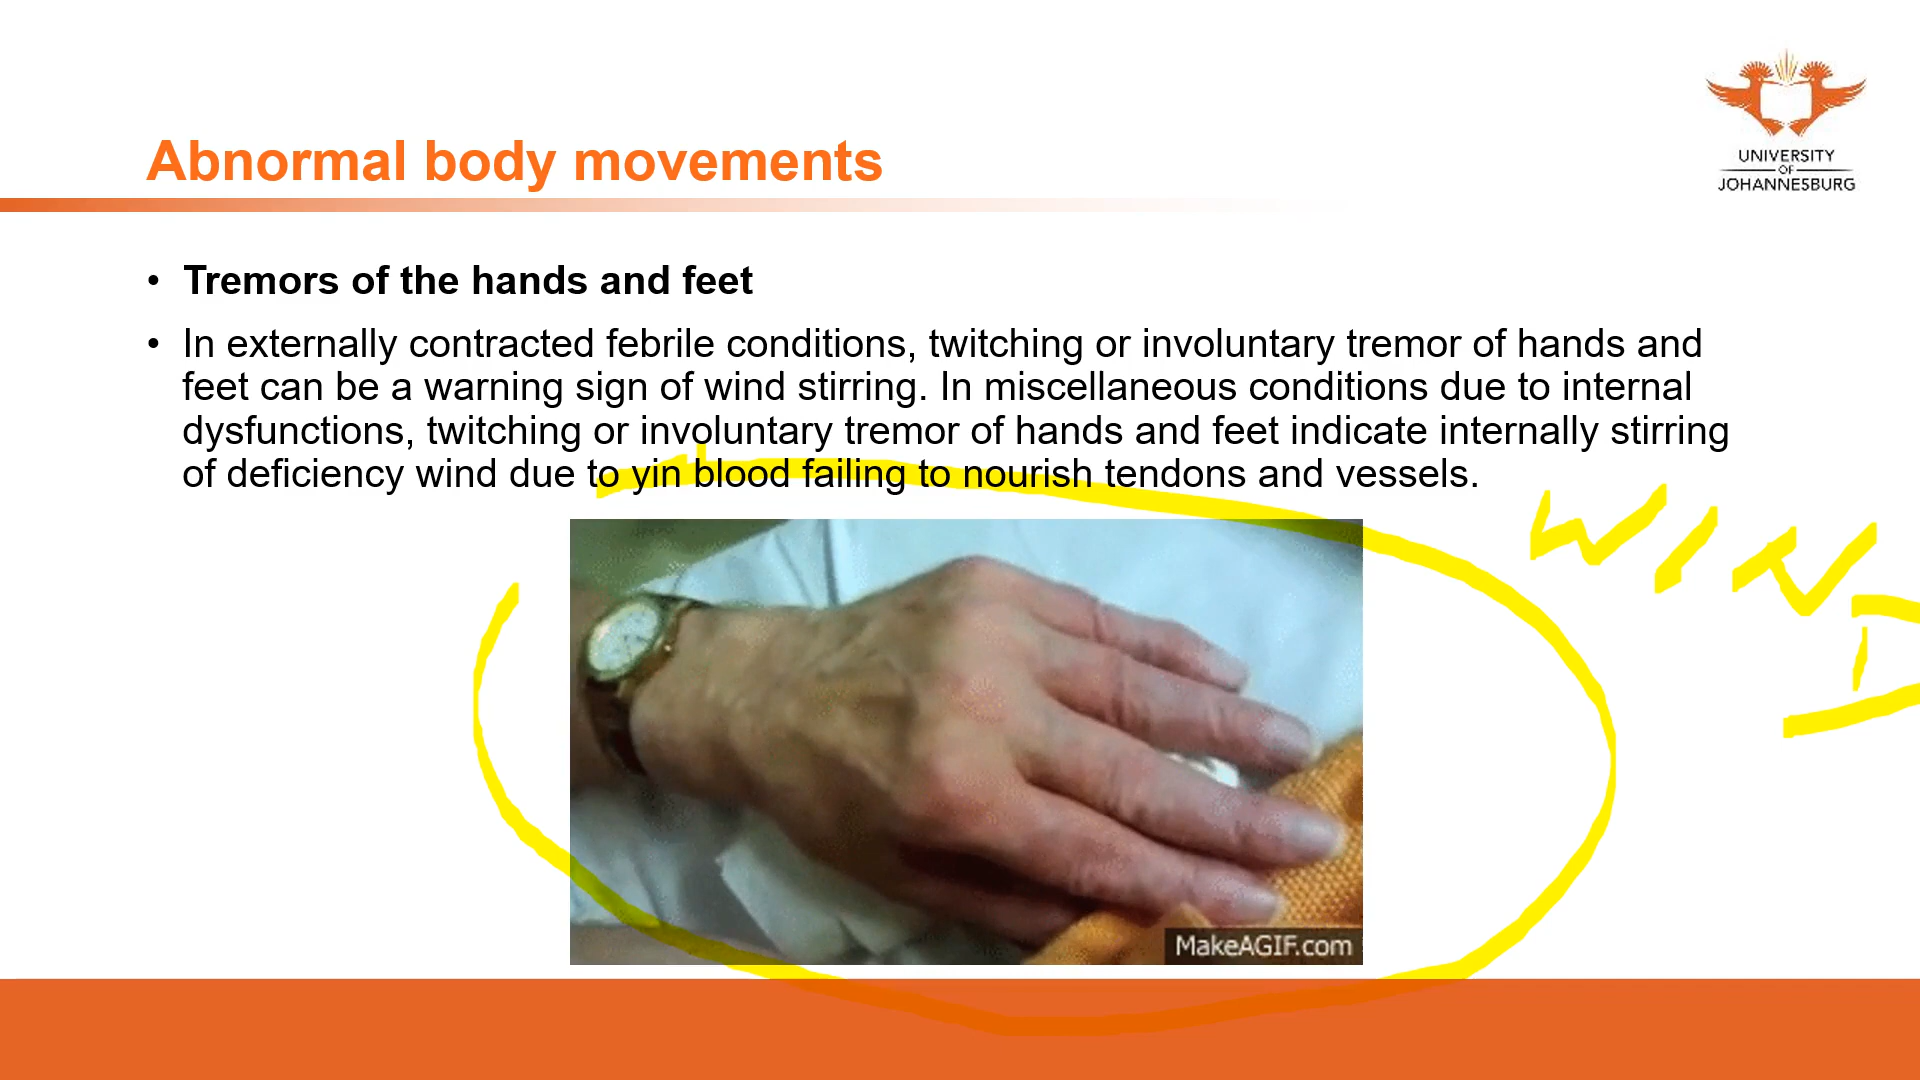 UNIVERSITY
OF
JOHANNESBURG
Abnormal body movements
• Tremors of the hands and feet
• In externally contracted febrile conditions, twitching or involuntary tremor of hands and
feet can be a warning sign of wind stirring. In miscellaneous conditions due to internal
dysfunctions, twitching or involuntary tremor of hands and feet indicate internally stirring
of deficiency wind due to yin blood failing to nourish tendons and vessels.
WIND
MakeAGIF.com